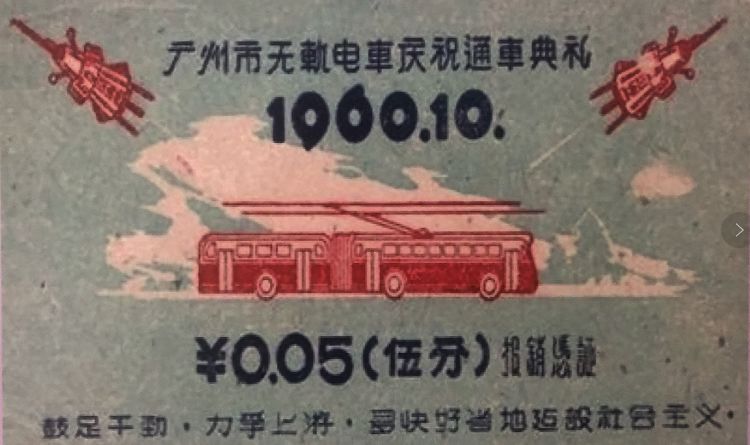 广州市无軌电車庆祝通車典礼
1960.10.
¥0.05(伍分) 报銷憑証
鼓足干勁·力爭上游·多快好省地建設社会主义·